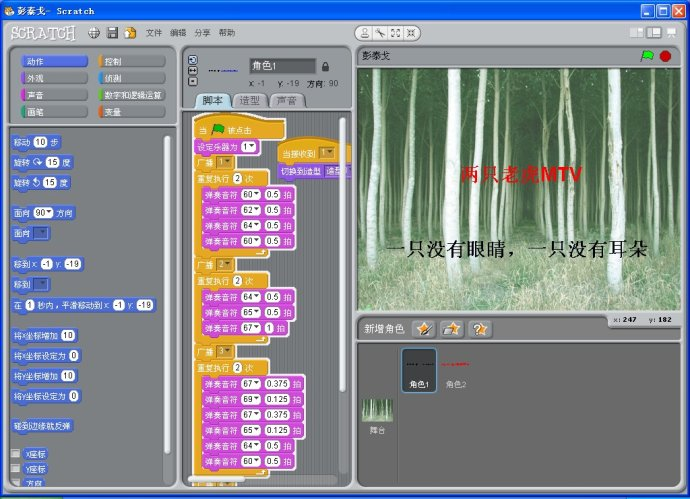 彭泰戈- Scratch
SCRATCH 文件 编辑 分享 帮助
动作 控制
外观 侦测
声音 数字和逻辑运算
画笔 变量
移动 10 步
旋转 15 度
旋转 15 度
面向 90 方向
面向
移到 x: -1 y: -19
移到
在 1 秒内，平滑移动到 x: -1 y: -19
将x坐标增加 10
将x坐标设定为 0
将y坐标增加 10
将y坐标设定为 0
碰到边缘就反弹
x座标
y座标
方向
角色1
x: -1 y: -19 方向: 90
脚本 造型 声音
当 被点击
设定乐器为 1
广播 1
重复执行 2 次
弹奏音符 60 0.5 拍
弹奏音符 62 0.5 拍
弹奏音符 64 0.5 拍
弹奏音符 60 0.5 拍
广播 2
重复执行 2 次
弹奏音符 64 0.5 拍
弹奏音符 65 0.5 拍
弹奏音符 67 1 拍
广播 3
重复执行 2 次
弹奏音符 67 0.375 拍
弹奏音符 69 0.125 拍
弹奏音符 67 0.375 拍
弹奏音符 65 0.125 拍
弹奏音符 64 0.5 拍
弹奏音符 60 0.5 拍
当接收到 1
切换到造型
彭泰戈
两只老虎MTV
一只没有眼睛，一只没有耳朵
x: 247 y: 182
新增角色
角色1 角色2
舞台